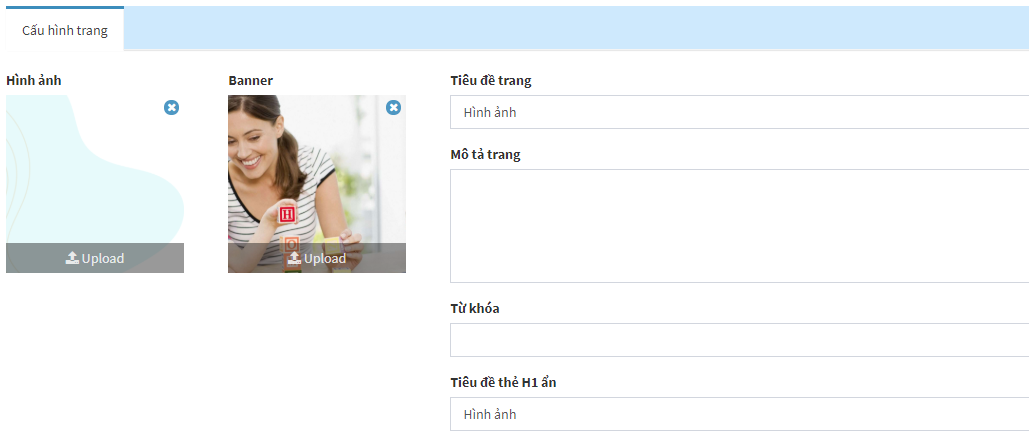 Cấu hình trang
Hình ảnh
Upload
Banner
H
O
Upload
Tiêu đề trang
Hình ảnh
Mô tả trang
Từ khóa
Tiêu đề thẻ H1 ẩn
Hình ảnh